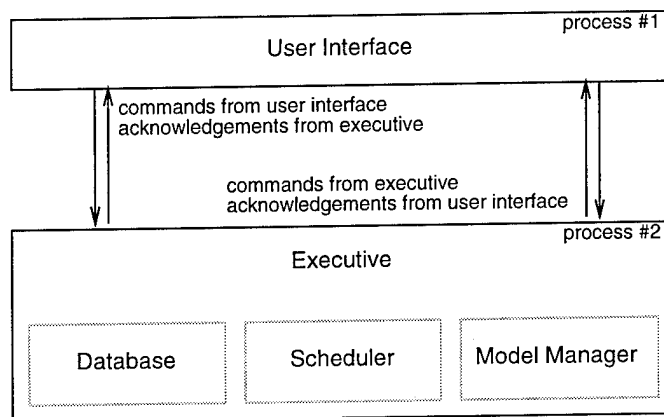 process #1
User Interface
commands from user interface
acknowledgements from executive
commands from executive
acknowledgements from user interface
process #2
Executive
Database
Scheduler
Model Manager